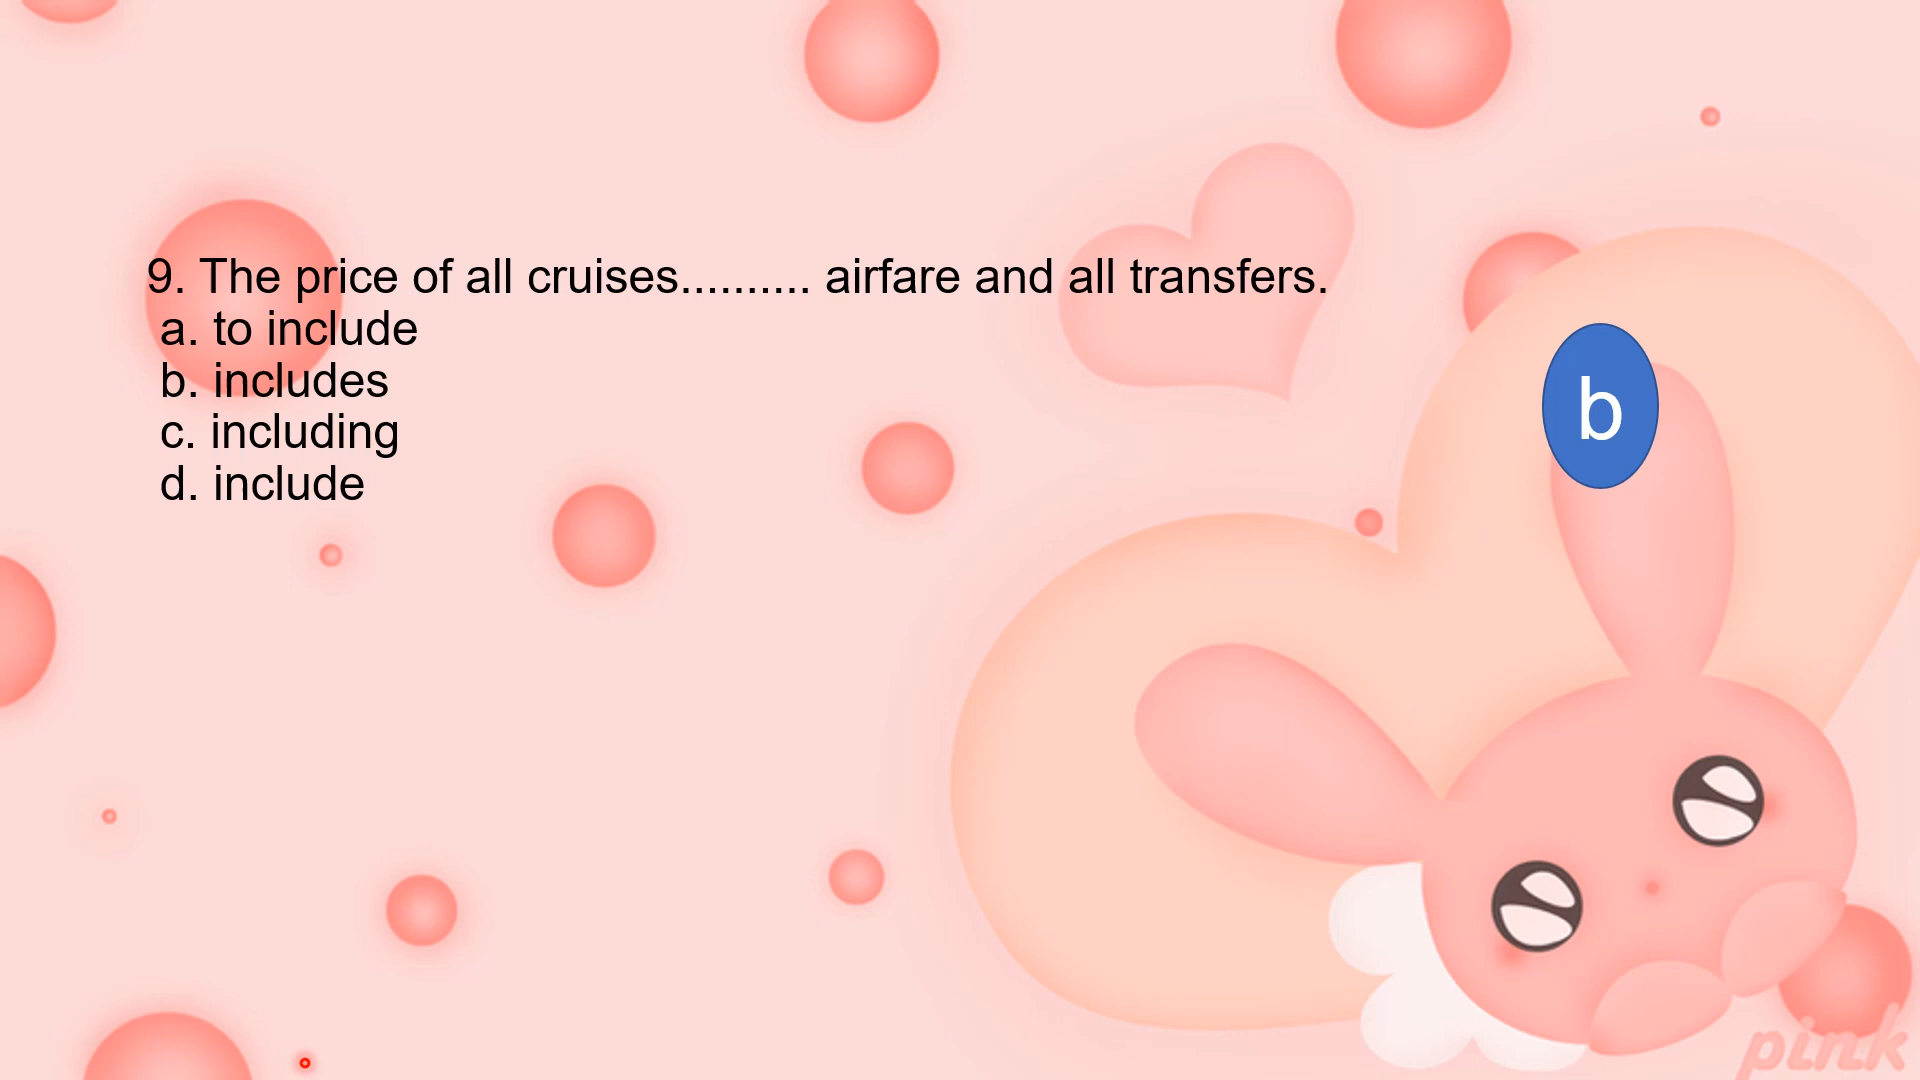 9. The price of all cruises.......... airfare and all transfers.
a. to include
b. includes
c. including
d. include
b
pink